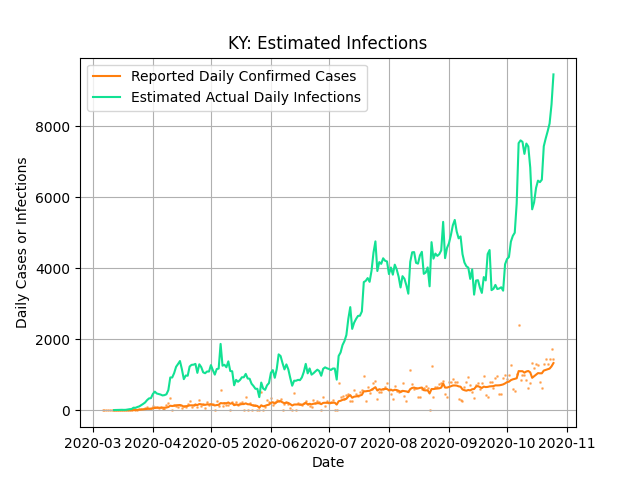 KY: Estimated Infections
Reported Daily Confirmed Cases
Estimated Actual Daily Infections
Daily Cases or Infections
8000
6000
4000
2000
0
2020-03 2020-04 2020-05 2020-06 2020-07 2020-08 2020-09 2020-10 2020-11
Date